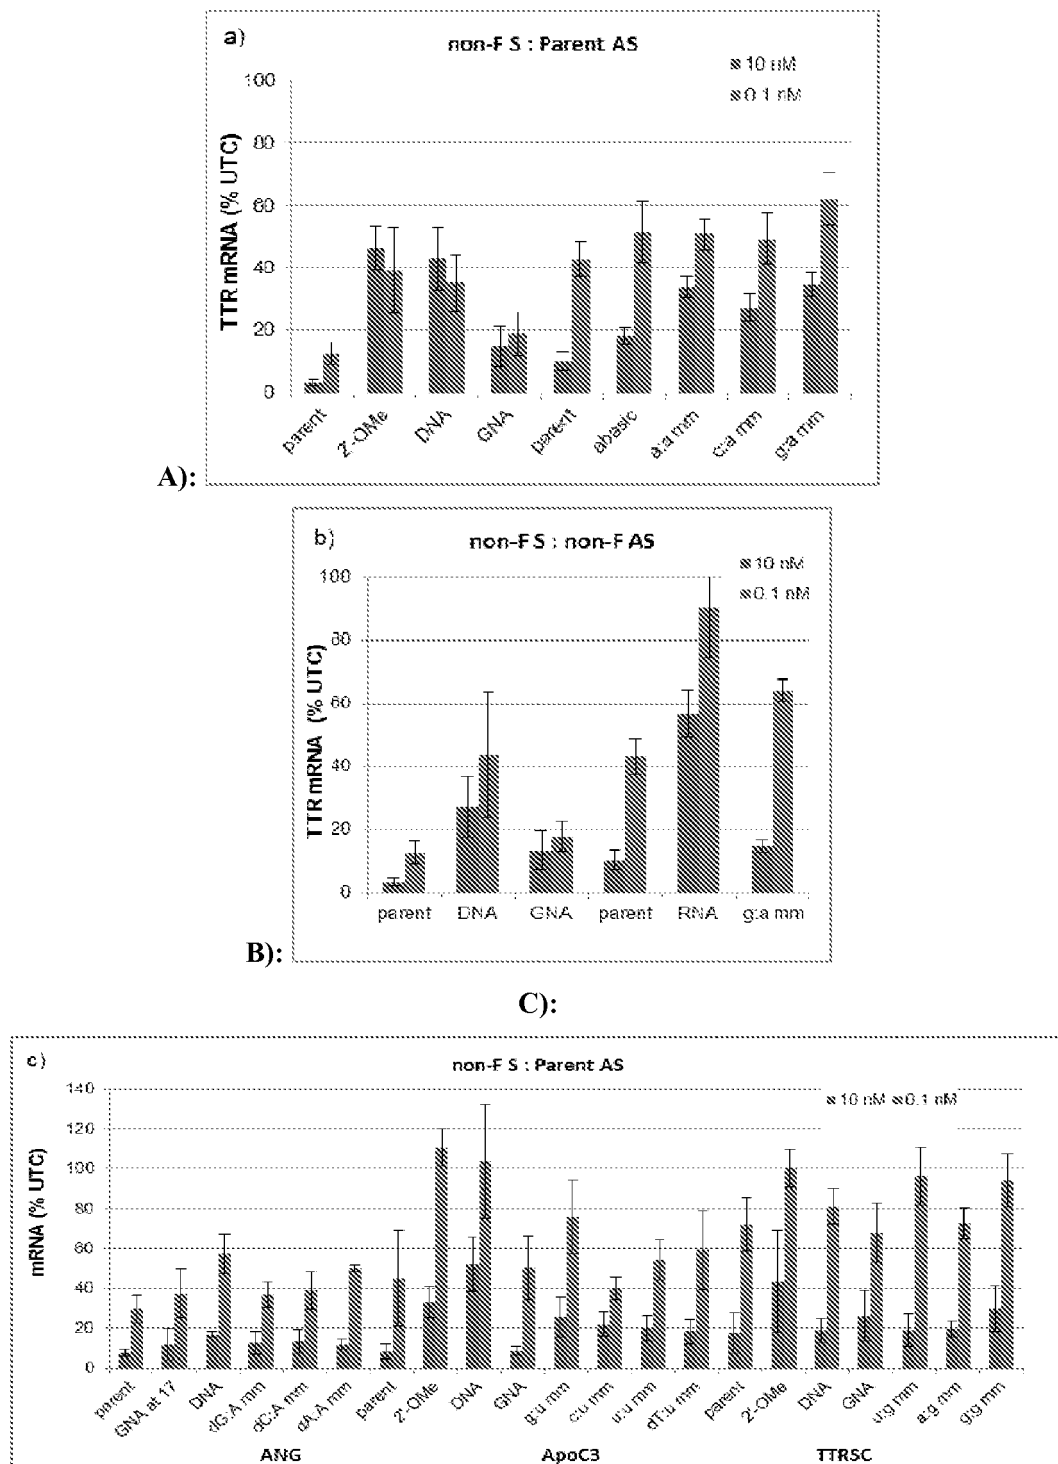 a)
non-F S : Parent AS
10 nM
0.1 nM
100
80
60
40
20
0
TTR mRNA (% UTC)
parent 2'-OMe DNA GNA parent abasic a:a mm c:a mm g:a mm
A):
b)
non-F S : non-F AS
10 nM
0.1 nM
100
80
60
40
20
0
TTR mRNA (% UTC)
parent DNA GNA parent RNA g:a mm
B):
C):
c)
non-F S : Parent AS
10 nM 0.1 nM
140
120
100
80
60
40
20
0
mRNA (% UTC)
parent GNA at 17 DNA dG:A mm dC:A mm dA:A mm parent 2'-OMe DNA GNA g:u mm c:u mm u:u mm dT:u mm parent 2'-OMe DNA GNA u:g mm a:g mm g:g mm
ANG ApoC3 TTRSC